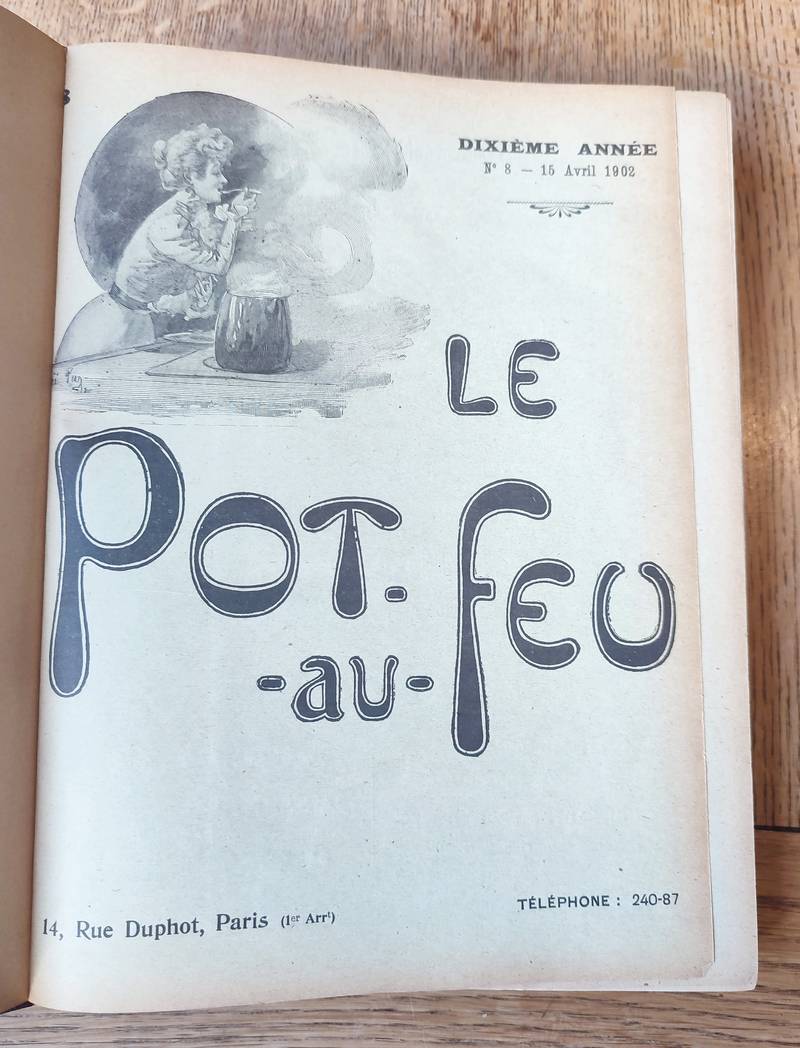 DIXIÈME ANNÉE
Nº 8 — 15 Avril 1902
LE
POT-
-au-
FEU
14, Rue Duphot, Paris (1er Arrt)
TÉLÉPHONE : 240-87